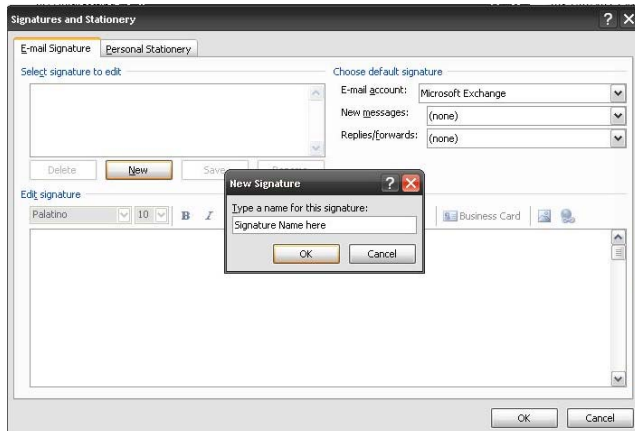 Signatures and Stationery
E-mail Signature Personal Stationery
Select signature to edit Choose default signature
E-mail account: Microsoft Exchange
New messages: (none)
Replies/forwards: (none)
Delete New Save
New Signature
Edit signature
Type a name for this signature:
Palatino 10 B I Business Card
Signature Name here
OK Cancel
OK Cancel